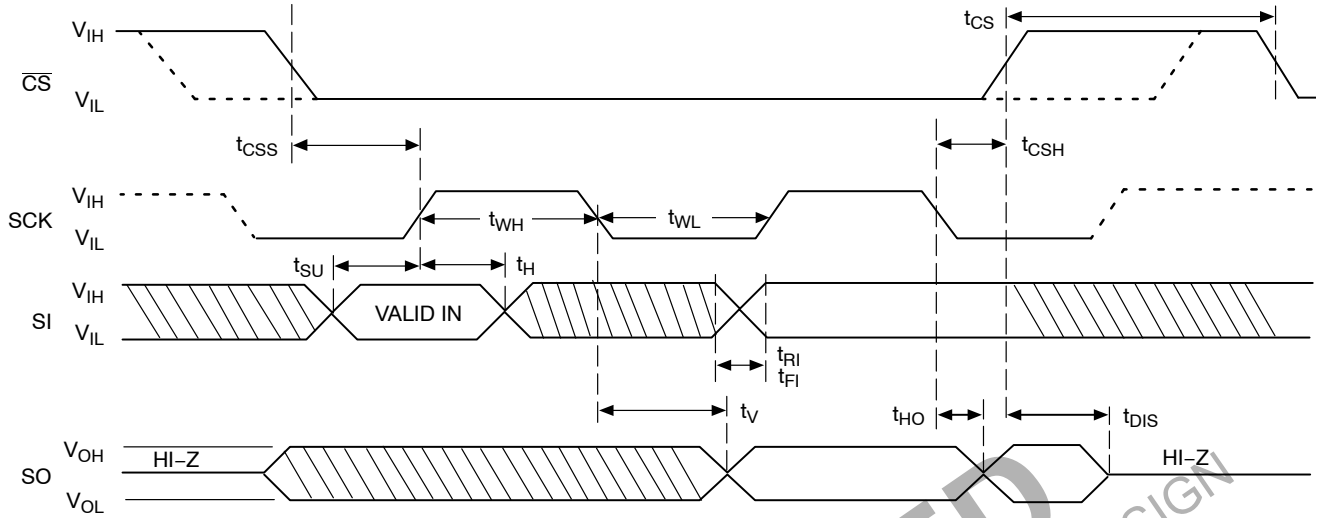 V_IH
t_CS
CS
V_IL
t_CSS
t_CSH
V_IH
SCK
t_WH
t_WL
V_IL
t_SU
t_H
V_IH
SI
VALID IN
V_IL
t_RI
t_FI
t_V
t_HO
t_DIS
V_OH
HI–Z
HI–Z
SO
V_OL
SIGN